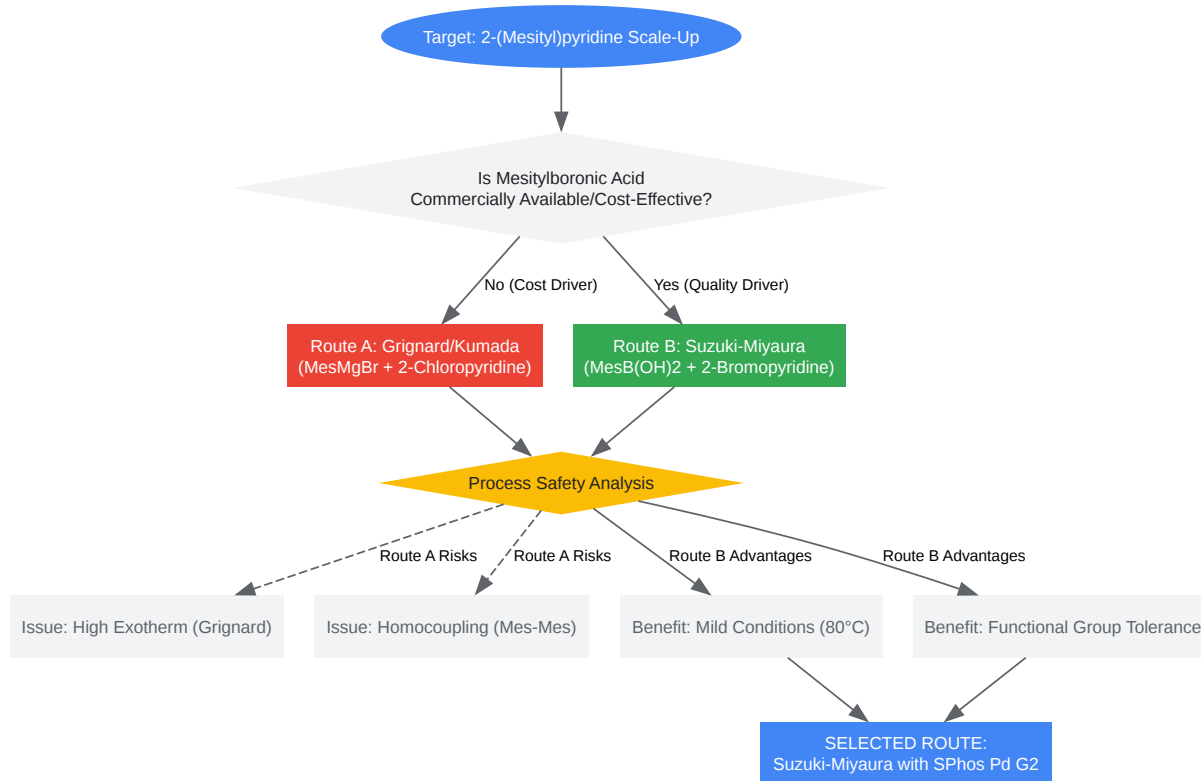 Target: 2-(Mesityl)pyridine Scale-Up
Is Mesitylboronic Acid
Commercially Available/Cost-Effective?
No (Cost Driver)
Yes (Quality Driver)
Route A: Grignard/Kumada
(MesMgBr + 2-Chloropyridine)
Route B: Suzuki-Miyaura
(MesB(OH)2 + 2-Bromopyridine)
Process Safety Analysis
Route A Risks
Route A Risks
Route B Advantages
Route B Advantages
Issue: High Exotherm (Grignard)
Issue: Homocoupling (Mes-Mes)
Benefit: Mild Conditions (80°C)
Benefit: Functional Group Tolerance
SELECTED ROUTE:
Suzuki-Miyaura with SPhos Pd G2